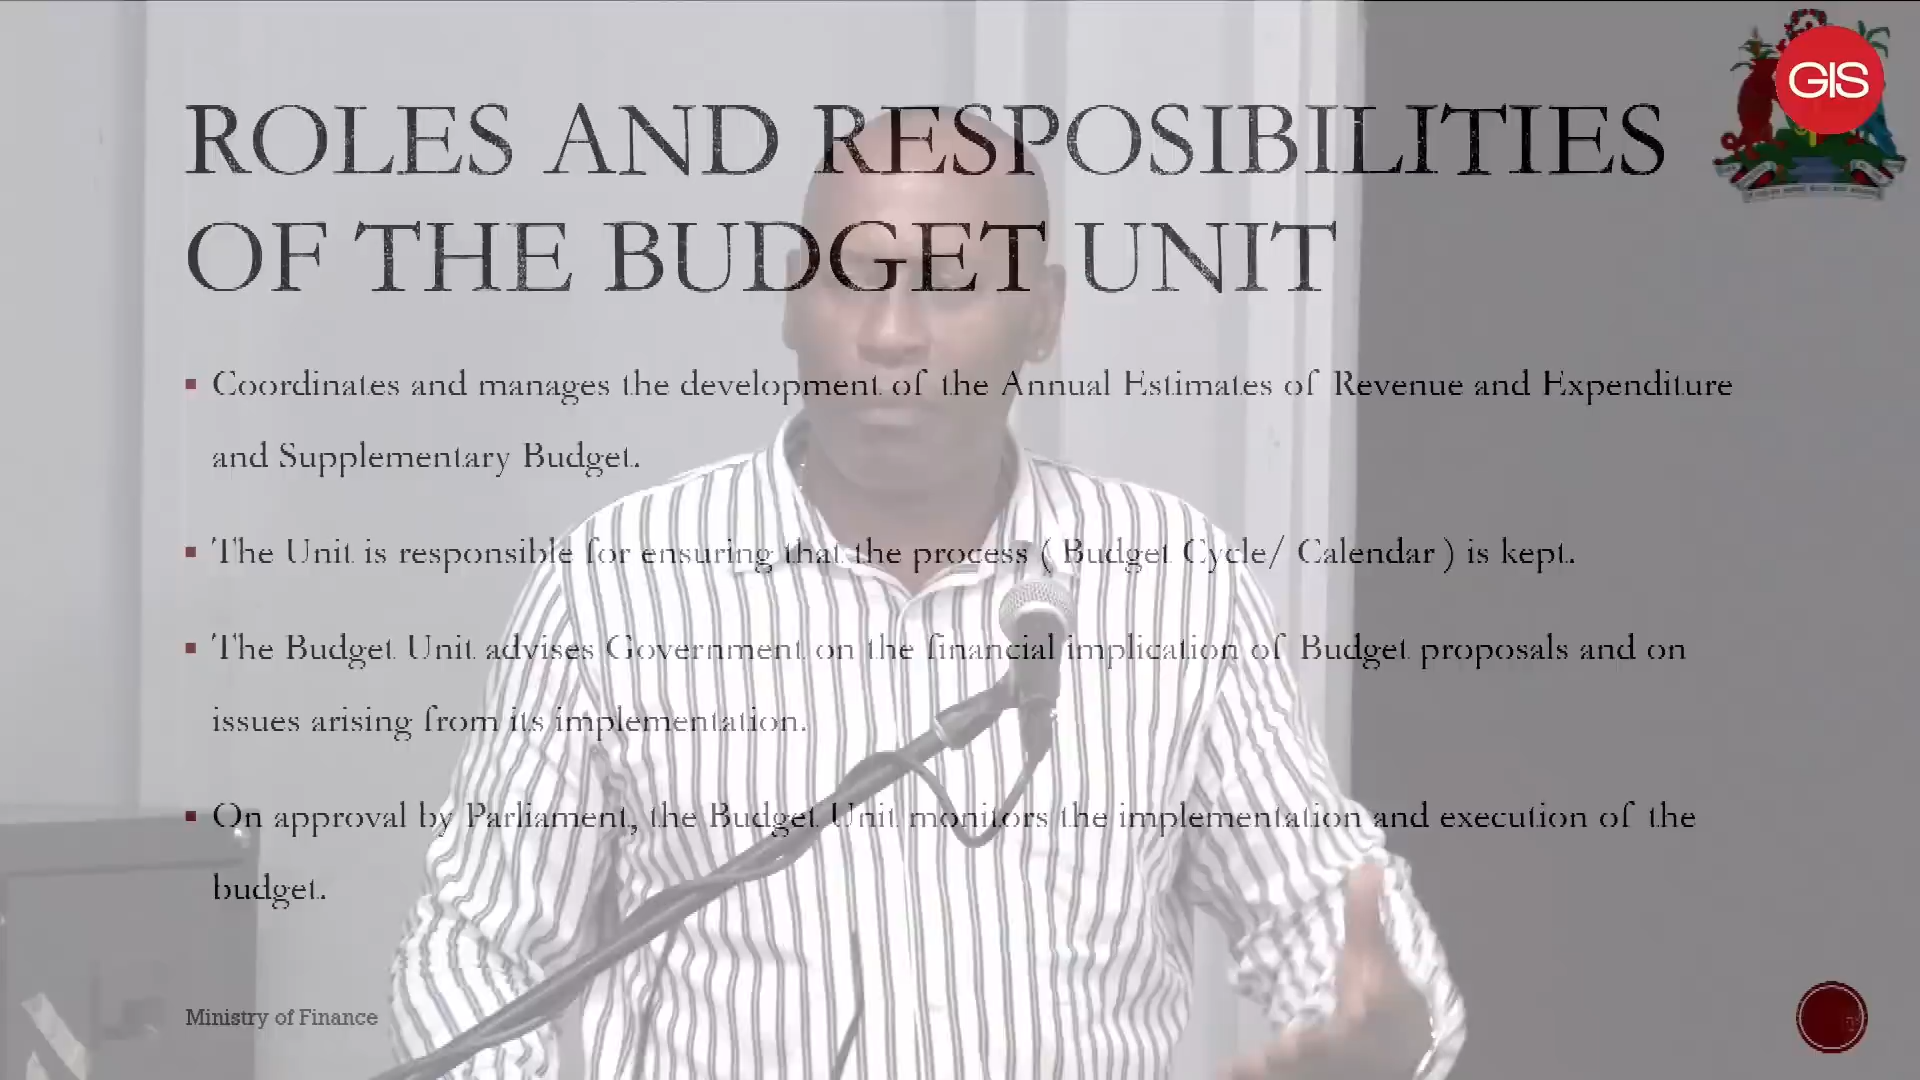 GIS
ROLES AND RESPOSIBILITIES
OF THE BUDGET UNIT
▪ Coordinates and manages the development of the Annual Estimates of Revenue and Expenditure
and Supplementary Budget.
▪ The Unit is responsible for ensuring that the process ( Budget Cycle/ Calendar ) is kept.
▪ The Budget Unit advises Government on the financial implication of Budget proposals and on
issues arising from its implementation.
▪ On approval by Parliament, the Budget Unit monitors the implementation and execution of the
budget.
Ministry of Finance